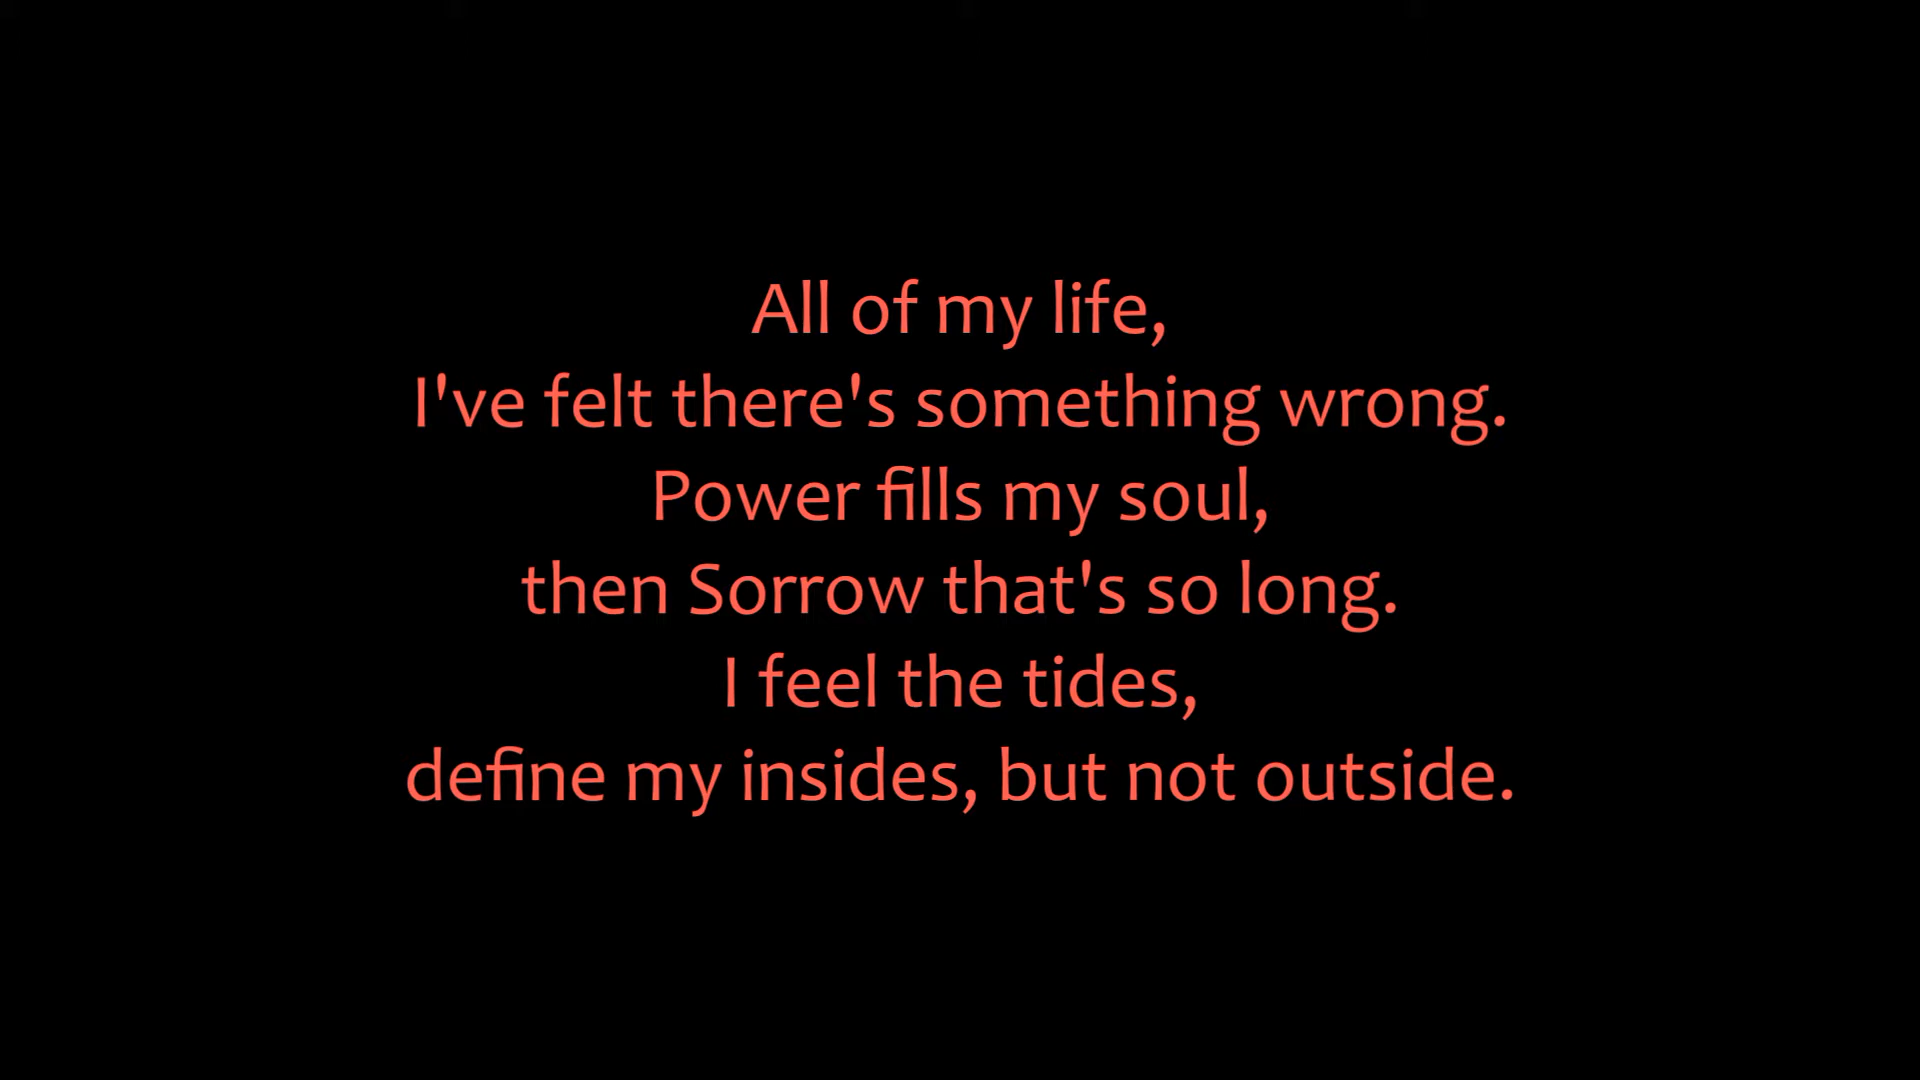 All of my life,
I've felt there's something wrong.
Power fills my soul,
then Sorrow that's so long.
I feel the tides,
define my insides, but not outside.